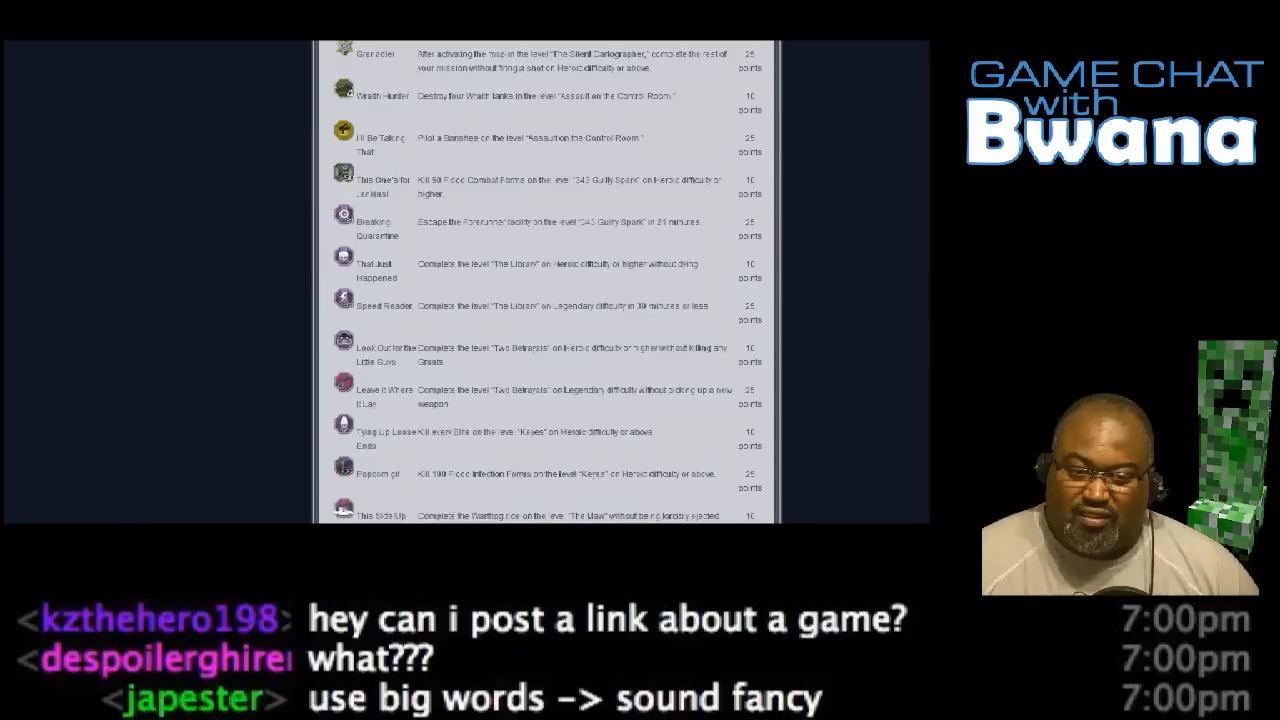 Grenadier After activating the map in the level "The Silent Cartographer," complete the rest of 25
your mission without firing a shot on Heroic difficulty or above. points
Wraith Hunter Destroy four Wraith tanks in the level "Assault on the Control Room." 10
points
I'll Be Taking Pilot a Banshee on the level "Assault on the Control Room." 25
That points
This One's for Kill 50 Flood Combat Forms on the level "343 Guilty Spark" on Heroic difficulty or 10
Jenkins! higher. points
Breaking Escape the Forerunner facility on the level "343 Guilty Spark" in 21 minutes. 25
Quarantine points
That Just Complete the level "The Library" on Heroic difficulty or higher without dying 10
Happened points
Speed Reader Complete the level "The Library" on Legendary difficulty in 30 minutes or less 25
points
Look Out for the Complete the level "Two Betrayals" on Heroic difficulty or higher without killing any 10
Little Guys Grunts points
Leave It Where Complete the level "Two Betrayals" on Legendary difficulty without picking up a new 25
It Lay weapon points
Tying Up Loose Kill every Elite on the level "Keyes" on Heroic difficulty or above 10
Ends points
Popcorn.gif Kill 100 Flood Infection Forms on the level "Keyes" on Heroic difficulty or above. 25
points
This Side Up Complete the Warthog ride on the level "The Maw" without being forcibly ejected 10
GAME CHAT
with
Bwana
<kzthehero198> hey can i post a link about a game? 7:00pm
<despoilerghire what??? 7:00pm
<japester> use big words -> sound fancy 7:00pm